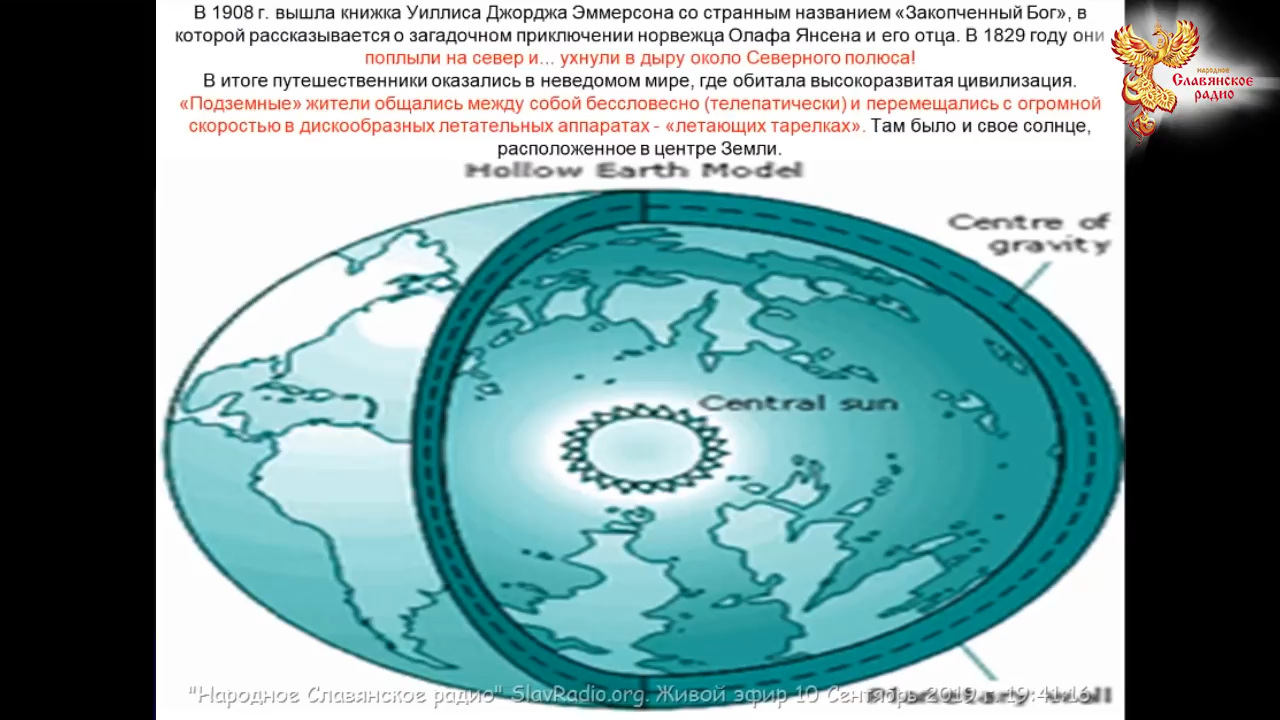 В 1908 г. вышла книжка Уиллиса Джорджа Эммерсона со странным названием «Закопченный Бог», в
которой рассказывается о загадочном приключении норвежца Олафа Янсена и его отца. В 1829 году они
поплыли на север и... ухнули в дыру около Северного полюса!
В итоге путешественники оказались в неведомом мире, где обитала высокоразвитая цивилизация.
«Подземные» жители общались между собой бессловесно (телепатически) и перемещались с огромной
скоростью в дискообразных летательных аппаратах - «летающих тарелках». Там было и свое солнце,
расположенное в центре Земли.
народное
Славянское
радио
Hollow Earth Model
Centre of
gravity
Central sun
"Народное Славянское радио" SlavRadio.org. Живой эфир 10 Сентябрь 2019 19:41:16